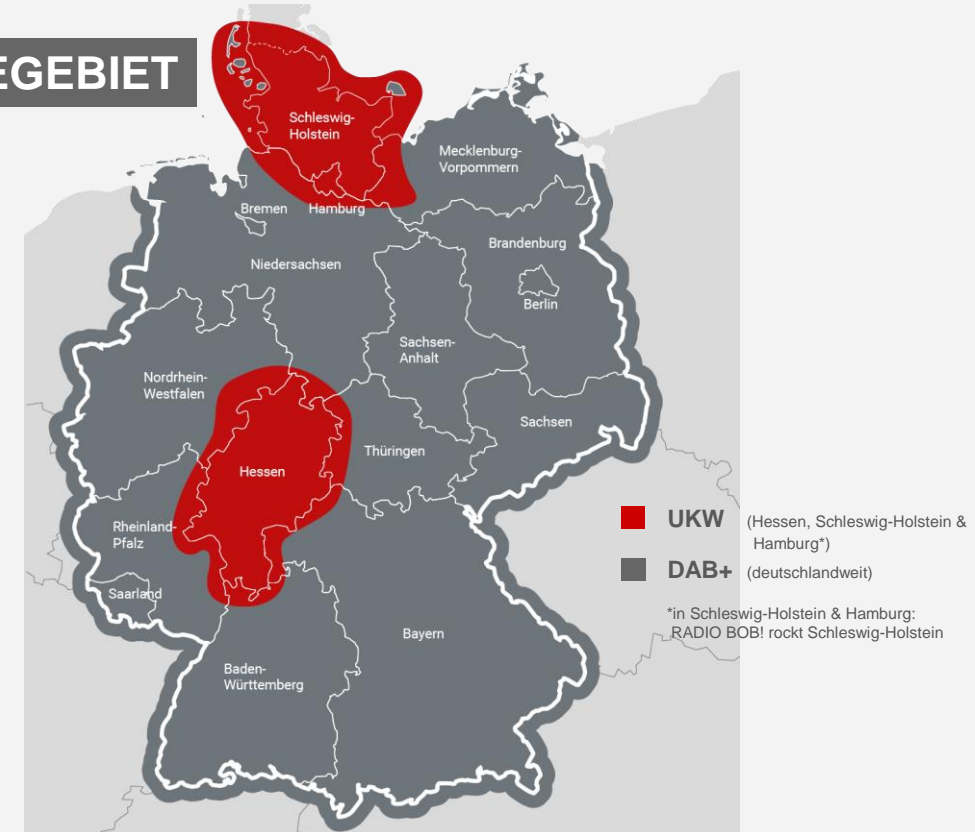 EGEBIET
Schleswig-
Holstein
Mecklenburg-
Vorpommern
Bremen
Hamburg
Brandenburg
Niedersachsen
Berlin
Sachsen-
Anhalt
Nordrhein-
Westfalen
Sachsen
Thüringen
Hessen
Rheinland-
Pfalz
Saarland
Bayern
Baden-
Württemberg
UKW (Hessen, Schleswig-Holstein &
Hamburg*)
DAB+ (deutschlandweit)
*in Schleswig-Holstein & Hamburg:
RADIO BOB! rockt Schleswig-Holstein